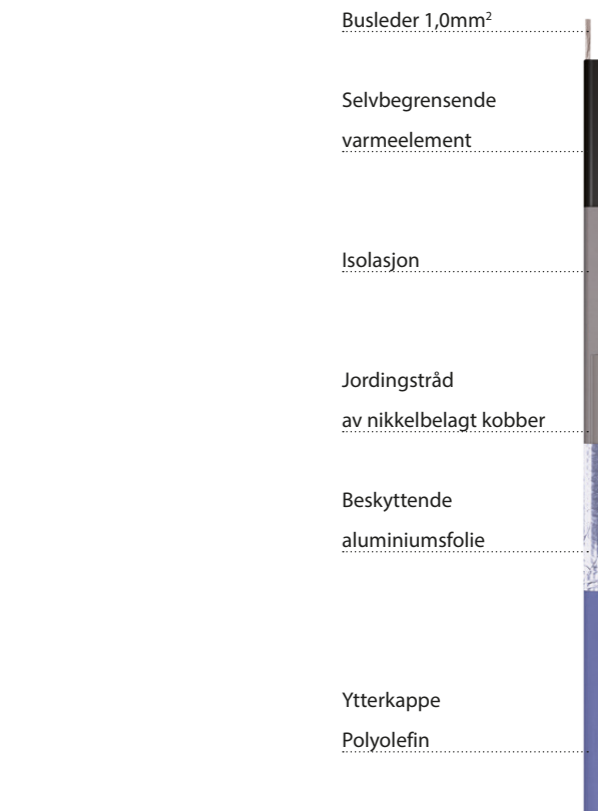 Busleder 1,0mm²
Selvbegrensende
varmeelement
Isolasjon
Jordingstråd
av nikkelbelagt kobber
Beskyttende
aluminiumsfolie
Ytterkappe
Polyolefin